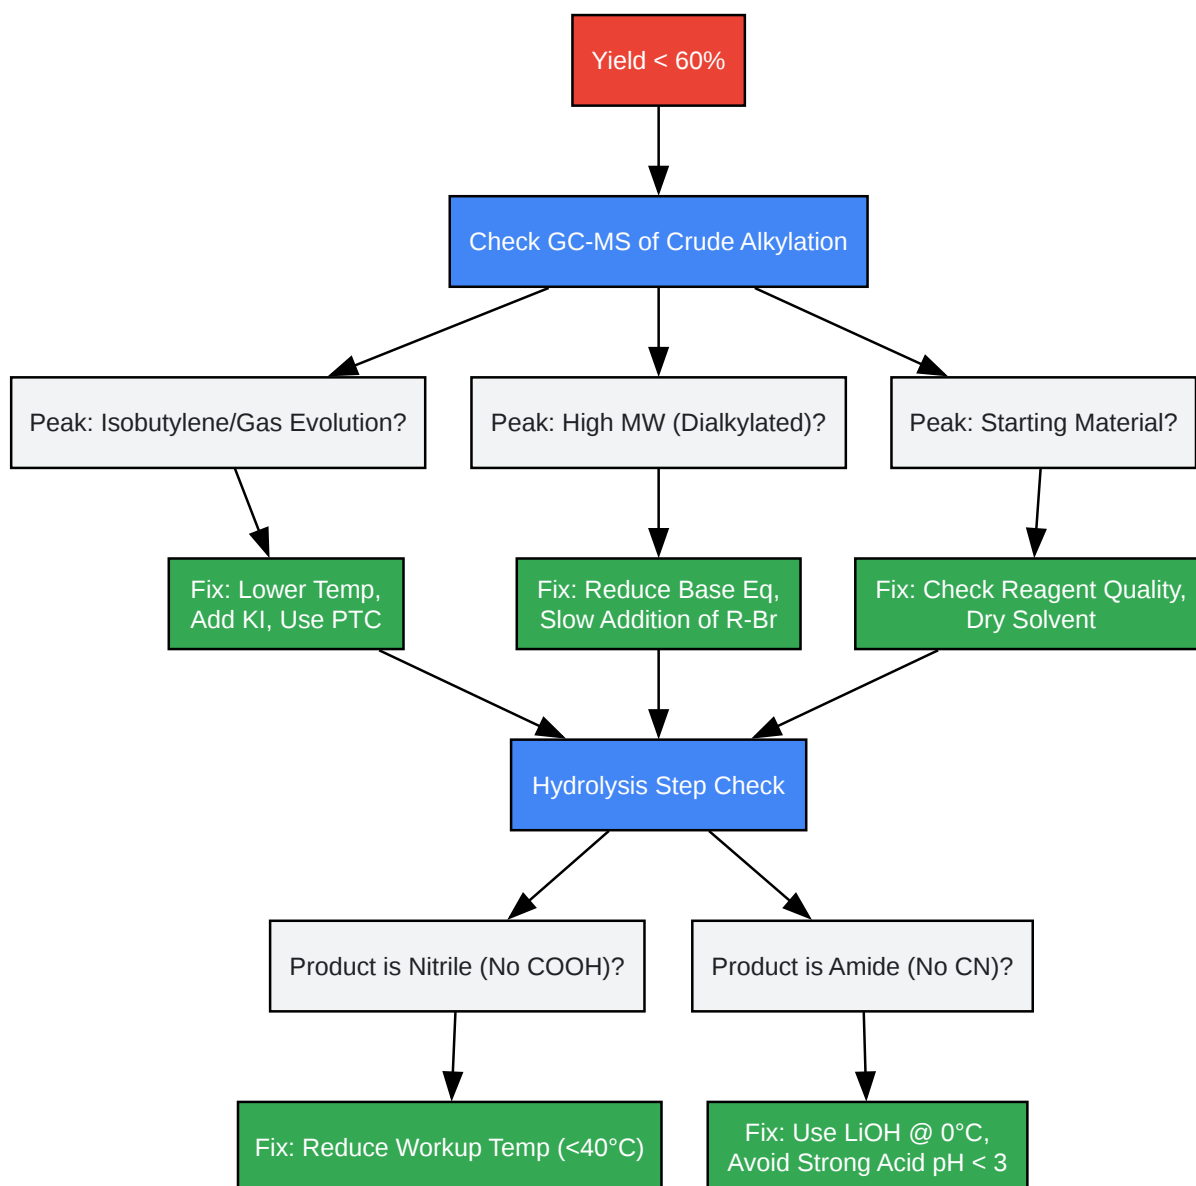 Yield < 60%
Check GC-MS of Crude Alkylation
Peak: Isobutylene/Gas Evolution?
Peak: High MW (Dialkylated)?
Peak: Starting Material?
Fix: Lower Temp,
Add KI, Use PTC
Fix: Reduce Base Eq,
Slow Addition of R-Br
Fix: Check Reagent Quality,
Dry Solvent
Hydrolysis Step Check
Product is Nitrile (No COOH)?
Product is Amide (No CN)?
Fix: Reduce Workup Temp (<40°C)
Fix: Use LiOH @ 0°C,
Avoid Strong Acid pH < 3